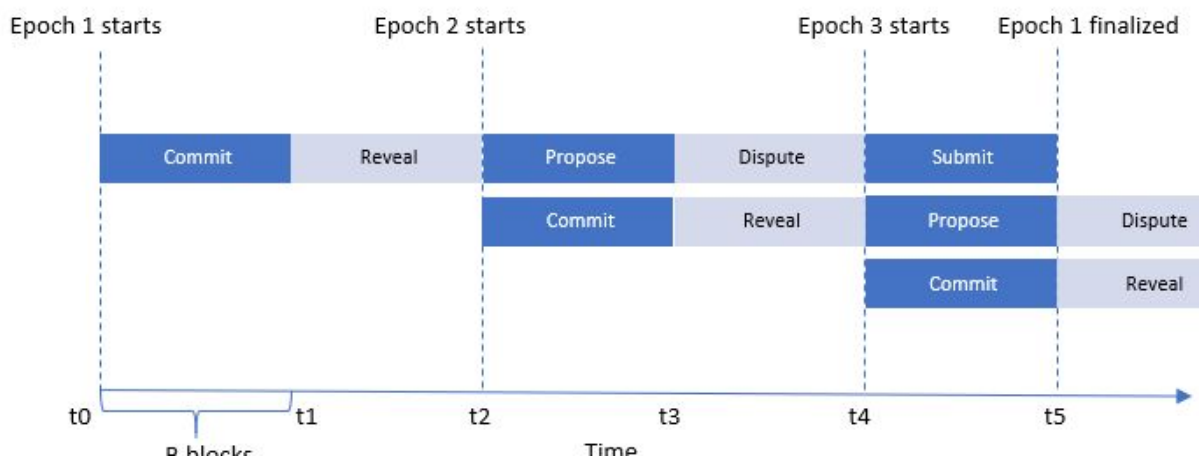 Epoch 1 starts Epoch 2 starts Epoch 3 starts Epoch 1 finalized
Commit Reveal Propose Dispute Submit
Commit Reveal Propose Dispute
Commit Reveal
t0 t1 t2 t3 t4 t5
blocks Time